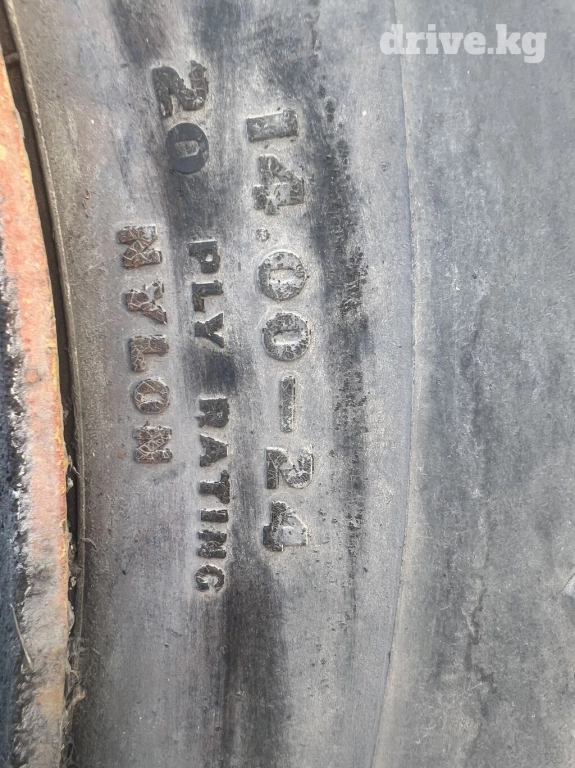 drive.kg
14.00-24
20 PLY RATING
NYLON